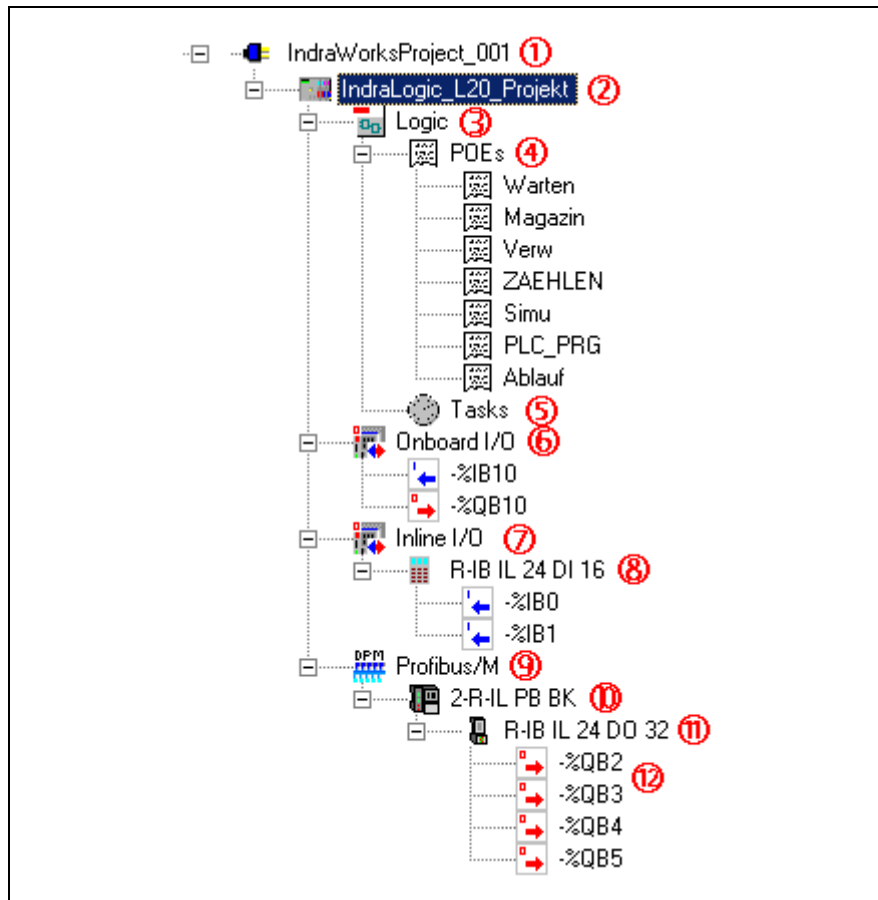 IndraWorksProject_001 ①
IndraLogic_L20_Projekt ②
Logic ③
POEs ④
Warten
Magazin
Verw
ZAEHLEN
Simu
PLC_PRG
Ablauf
Tasks ⑤
Onboard I/O ⑥
-%IB10
-%QB10
Inline I/O ⑦
R-IB IL 24 DI 16 ⑧
-%IB0
-%IB1
DPM
Profibus/M ⑨
2-R-IL PB BK ⑩
R-IB IL 24 DO 32 ⑪
-%QB2
⑫
-%QB3
-%QB4
-%QB5